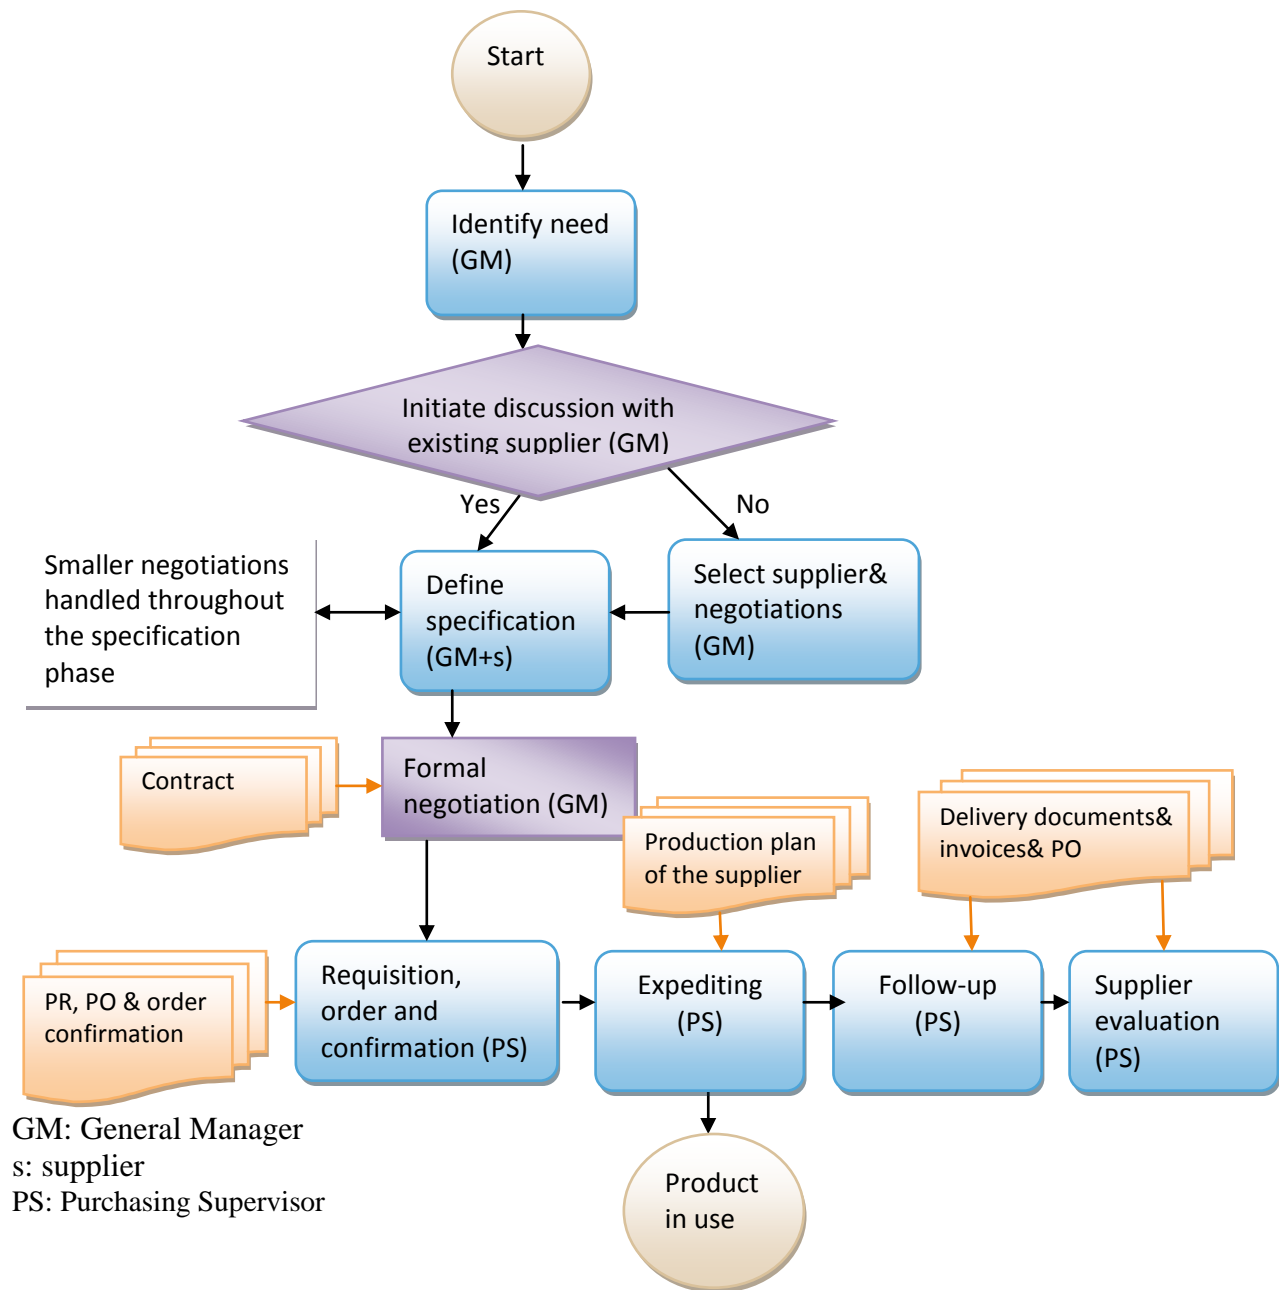 Start
Identify need
(GM)
Initiate discussion with
existing supplier (GM)
Yes
No
Smaller negotiations
handled throughout
the specification
phase
Define
specification
(GM+s)
Select supplier&
negotiations
(GM)
Contract
Formal
negotiation (GM)
Production plan
of the supplier
Delivery documents&
invoices& PO
PR, PO & order
confirmation
Requisition,
order and
confirmation (PS)
Expediting
(PS)
Follow-up
(PS)
Supplier
evaluation
(PS)
GM: General Manager
s: supplier
PS: Purchasing Supervisor
Product
in use